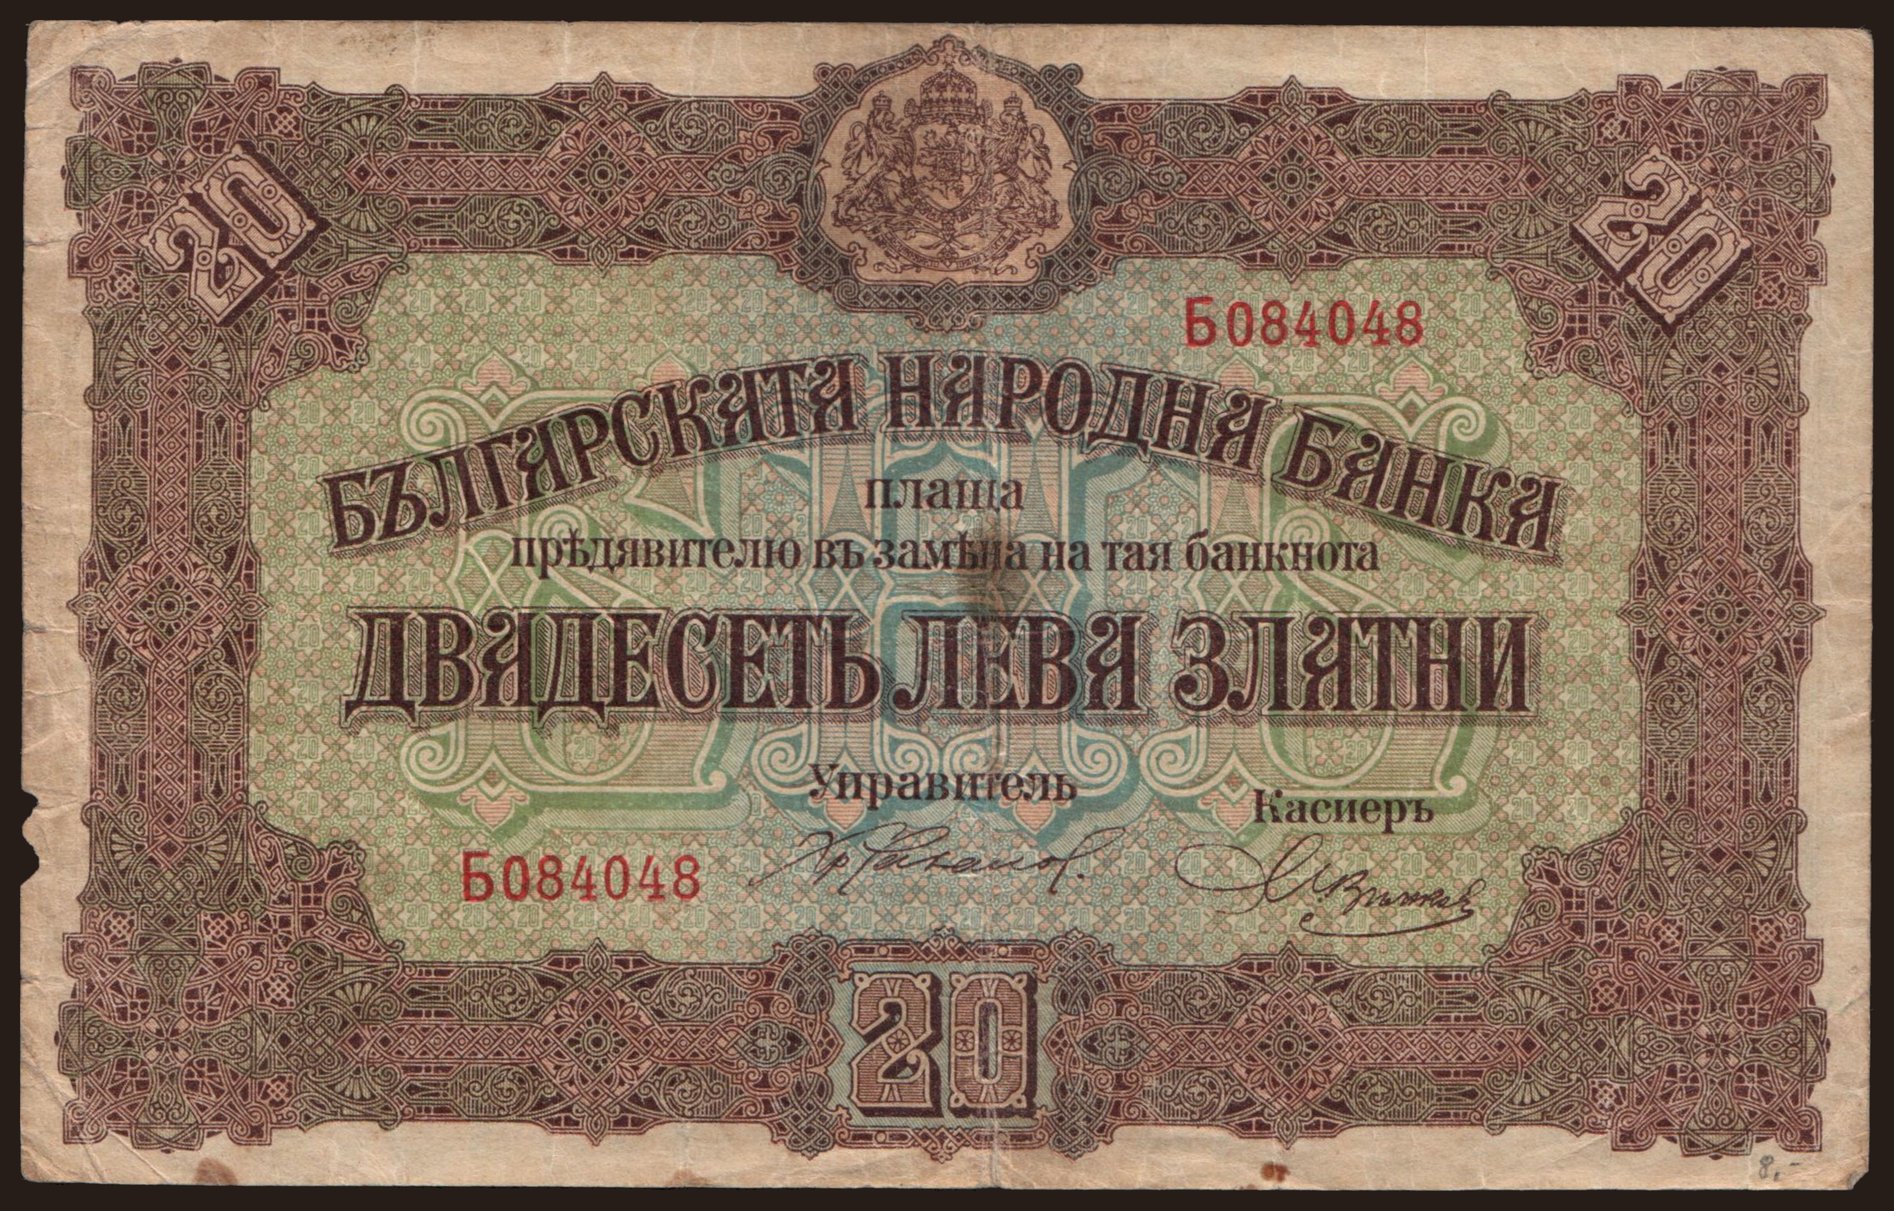 20
20
Б084048
БЪЛГАРСКАТА НАРОДНА БАНКА
плаща
прѣдявителю въ замѣна на тая банкнота
ДВАДЕСЕТЬ ЛЕВА ЗЛАТНИ
Управитель
Касиеръ
Б084048
20
8,-